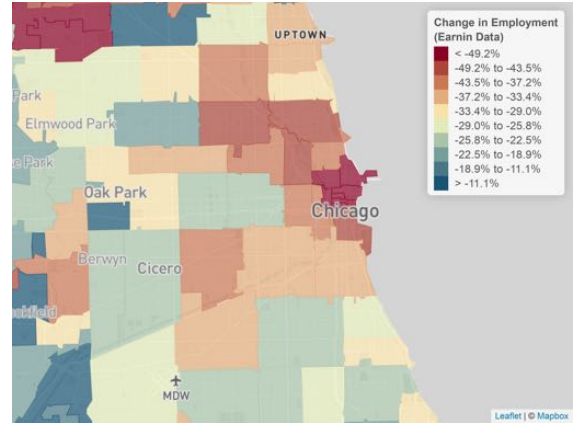 UPTOWN
Change in Employment
(Earnin Data)
< -49.2%
-49.2% to -43.5%
-43.5% to -37.2%
-37.2% to -33.4%
-33.4% to -29.0%
-29.0% to -25.8%
-25.8% to -22.5%
-22.5% to -18.9%
-18.9% to -11.1%
> -11.1%
Park
Elmwood Park
Park
Oak Park
Chicago
Berwyn
Cicero
MDW
Leaflet | © Mapbox